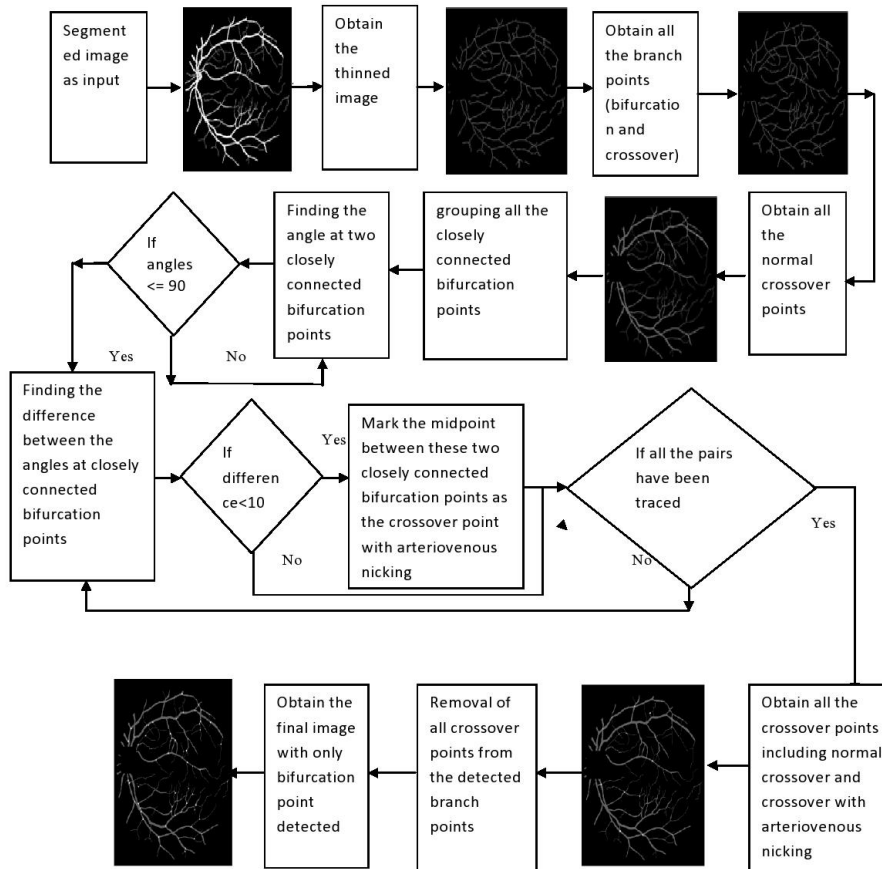 Segment
ed image
as input
Obtain
the
thinned
image
Obtain all
the branch
points
(bifurcatio
n and
crossover)
Obtain all
the
normal
crossover
points
grouping all the
closely
connected
bifurcation
points
Finding the
angle at two
closely
connected
bifurcation
points
If
angles
<= 90
No
Yes
Finding the
difference
between the
angles at closely
connected
bifurcation
points
If
differen
ce<10
Yes
No
Mark the midpoint
between these two
closely connected
bifurcation points as
the crossover point
with arteriovenous
nicking
If all the pairs
have been
traced
No
Yes
Obtain all the
crossover points
including normal
crossover and
crossover with
arteriovenous
nicking
Removal of
all crossover
points from
the detected
branch
points
Obtain the
final image
with only
bifurcation
point
detected